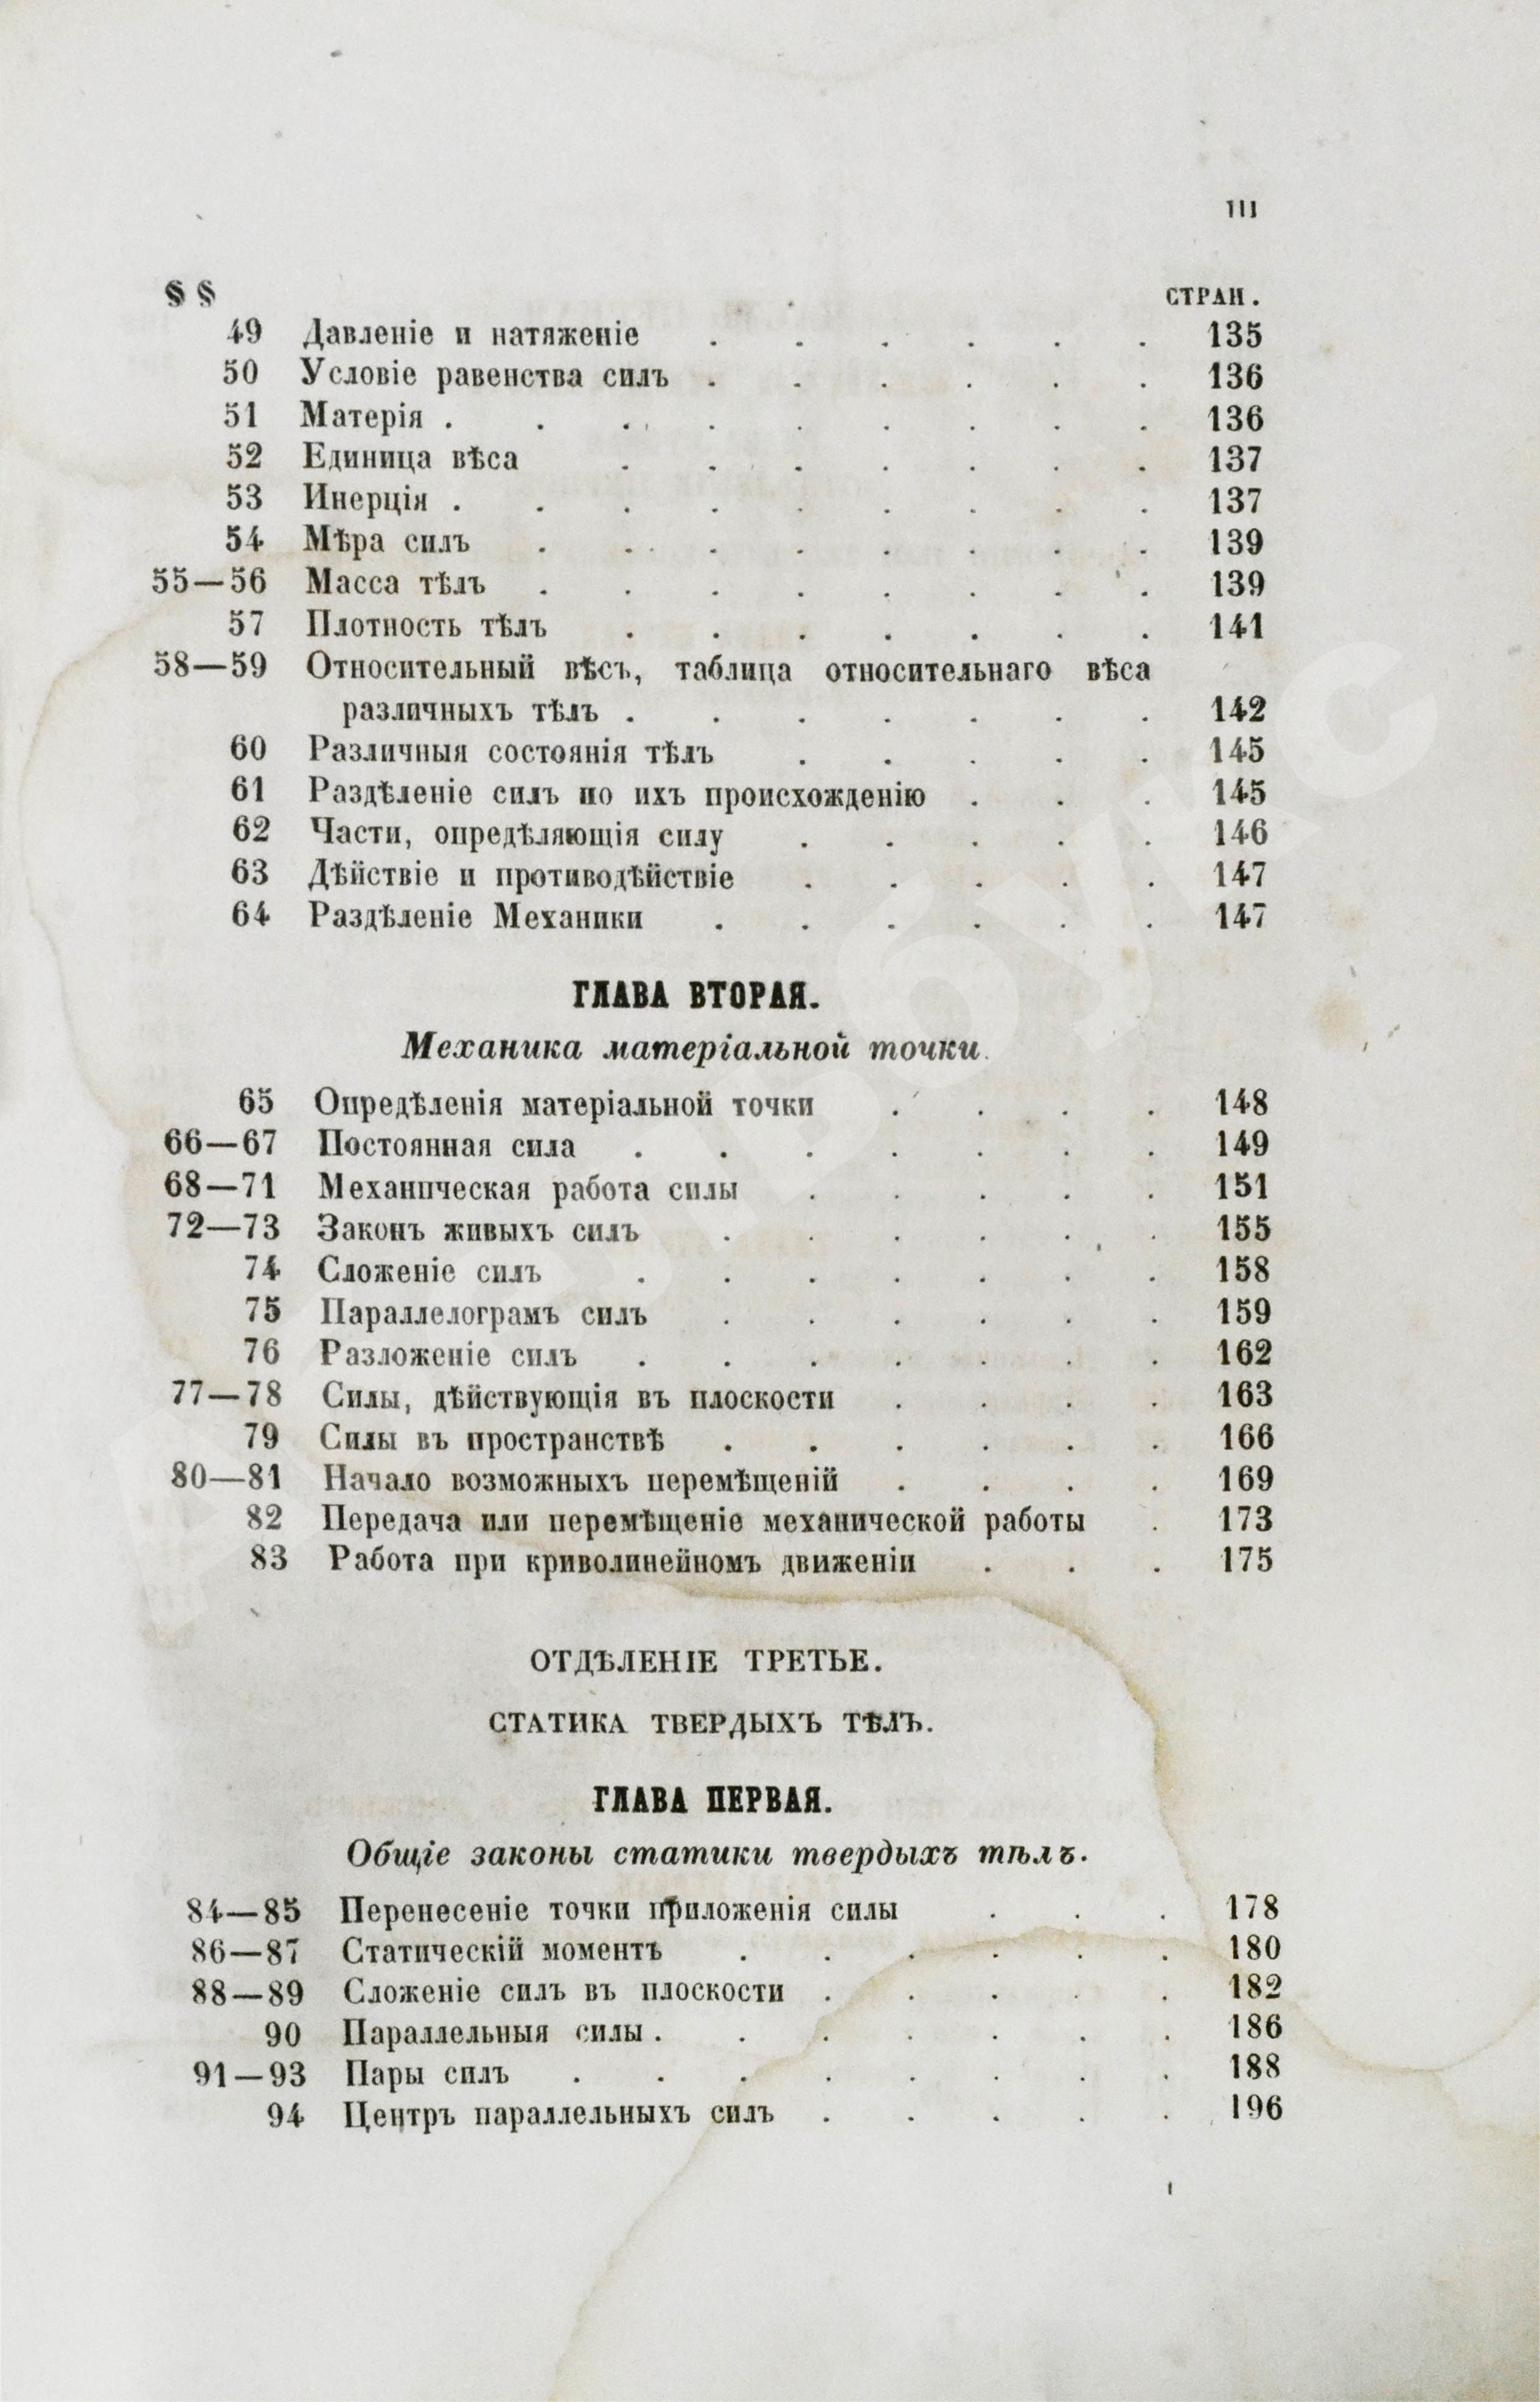 III
§ § СТРАН.
49 Давленіе и натяженіе . . . . . . 135
50 Условіе равенства силъ . . . . . . 136
51 Матерія . . . . . . . . . 136
52 Единица вѣса . . . . . . . 137
53 Инерція . . . . . . . . . 137
54 Мѣра силъ . . . . . . . . 139
55—56 Масса тѣлъ . . . . . . . . 139
57 Плотность тѣлъ . . . . . . . 141
58—59 Относительный вѣсъ, таблица относительнаго вѣса
различныхъ тѣлъ . . . . . . . 142
60 Различныя состоянія тѣлъ . . . . . 145
61 Раздѣленіе силъ по ихъ происхожденію . . . 145
62 Части, опредѣляющія силу . . . . . 146
63 Дѣйствіе и противодѣйствіе . . . . . 147
64 Раздѣленіе Механики . . . . . . 147
ГЛАВА ВТОРАЯ.
Механика матеріальной точки.
65 Опредѣленія матеріальной точки . . . . 148
66—67 Постоянная сила . . . . . . . 149
68—71 Механическая работа силы . . . . . 151
72—73 Законъ живыхъ силъ . . . . . . 155
74 Сложеніе силъ . . . . . . . 158
75 Параллелограмъ силъ . . . . . . 159
76 Разложеніе силъ . . . . . . . 162
77—78 Силы, дѣйствующія въ плоскости . . . . 163
79 Силы въ пространствѣ . . . . . . 166
80—81 Начало возможныхъ перемѣщеній . . . . 169
82 Передача или перемѣщеніе механической работы . 173
83 Работа при криволинейномъ движеніи . . . 175
ОТДѢЛЕНІЕ ТРЕТЬЕ.
СТАТИКА ТВЕРДЫХЪ ТѢЛЪ.
ГЛАВА ПЕРВАЯ.
Общіе законы статики твердыхъ тѣлъ.
84—85 Перенесеніе точки приложенія силы . . . 178
86—87 Статическій моментъ . . . . . . 180
88—89 Сложеніе силъ въ плоскости . . . . . 182
90 Параллельныя силы . . . . . . . 186
91—93 Пары силъ . . . . . . . . 188
94 Центръ параллельныхъ силъ . . . . . 196